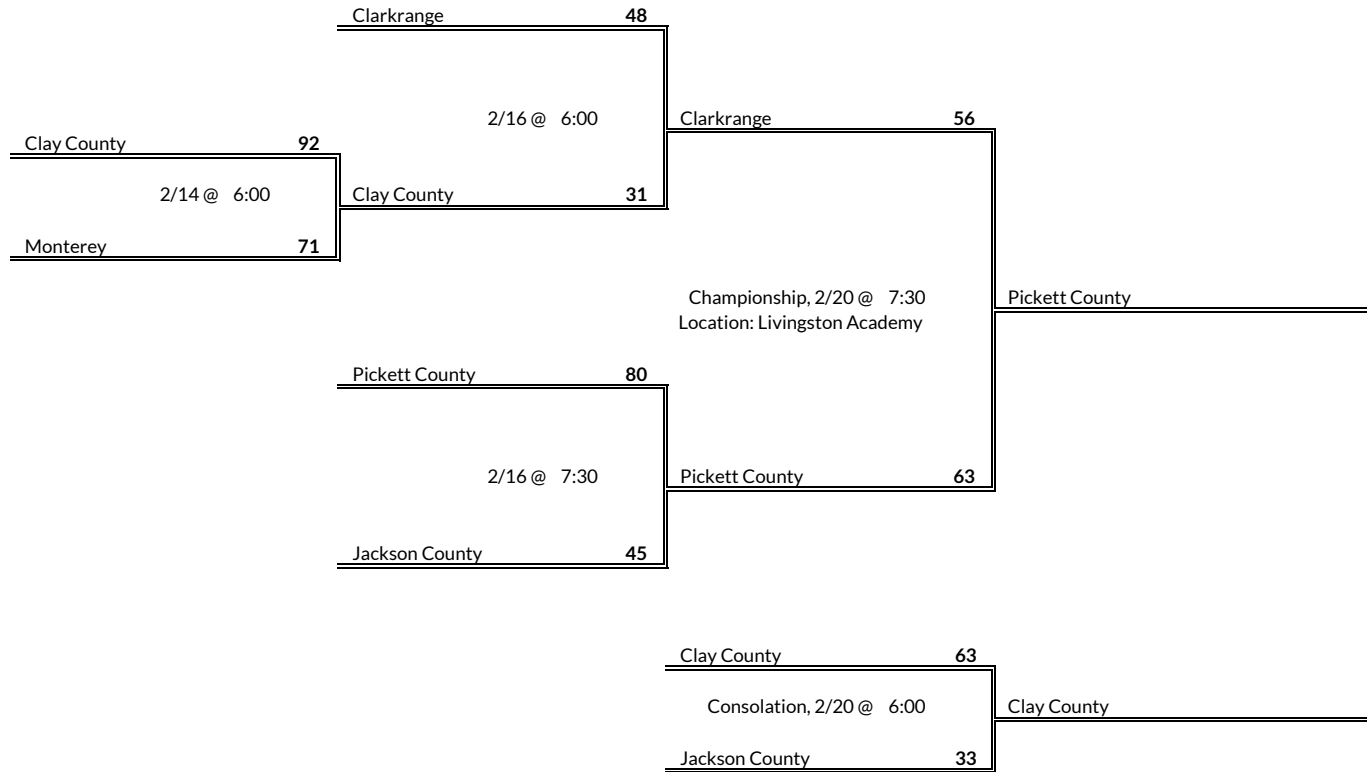 Clarkrange 48
2/16 @ 6:00
Clarkrange 56
Clay County 92
2/14 @ 6:00
Clay County 31
Monterey 71
Championship, 2/20 @ 7:30
Pickett County
Location: Livingston Academy
Pickett County 80
2/16 @ 7:30
Pickett County 63
Jackson County 45
Clay County 63
Consolation, 2/20 @ 6:00
Clay County
Jackson County 33